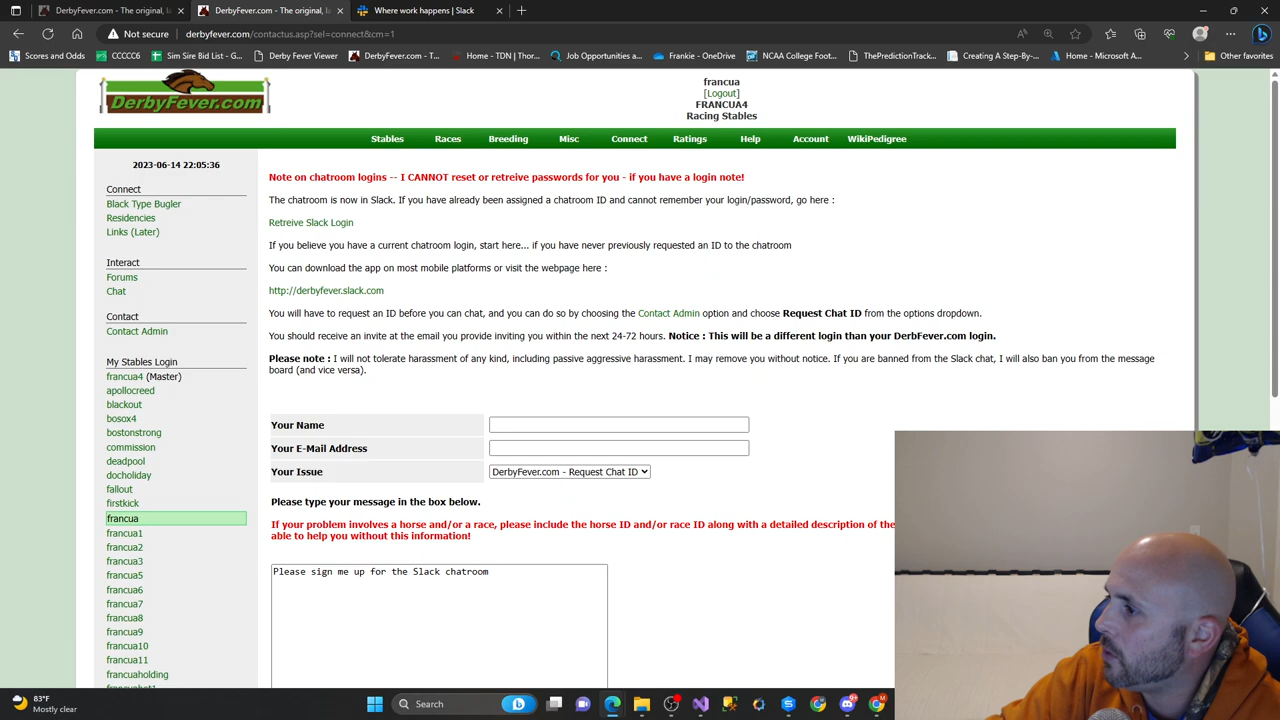 DerbyFever.com - The original, l
DerbyFever.com - The original, l
Where work happens | Slack
Not secure derbyfever.com/contactus.asp?sel=connect&cm=1
Scores and Odds CCCCC6 Sim Sire Bid List - G... Derby Fever Viewer DerbyFever.com - T... Home - TDN | Thor... Job Opportunities a... Frankie - OneDrive NCAA College Foot... ThePredictionTrack... Creating A Step-By-... Home - Microsoft A... Other favorites
DerbyFever.com
francua
[Logout]
FRANCUA4
Racing Stables
Stables Races Breeding Misc Connect Ratings Help Account WikiPedigree
2023-06-14 22:05:36
Connect
Black Type Bugler
Residencies
Links (Later)
Interact
Forums
Chat
Contact
Contact Admin
My Stables Login
francua4 (Master)
apollocreed
blackout
bosox4
bostonstrong
commission
deadpool
docholiday
fallout
firstkick
francua
francua1
francua2
francua3
francua5
francua6
francua7
francua8
francua9
francua10
francua11
francuaholding
Note on chatroom logins -- I CANNOT reset or retreive passwords for you - if you have a login note!
The chatroom is now in Slack. If you have already been assigned a chatroom ID and cannot remember your login/password, go here :
Retreive Slack Login
If you believe you have a current chatroom login, start here... if you have never previously requested an ID to the chatroom
You can download the app on most mobile platforms or visit the webpage here :
http://derbyfever.slack.com
You will have to request an ID before you can chat, and you can do so by choosing the Contact Admin option and choose Request Chat ID from the options dropdown.
You should receive an invite at the email you provide inviting you within the next 24-72 hours. Notice : This will be a different login than your DerbFever.com login.
Please note : I will not tolerate harassment of any kind, including passive aggressive harassment. I may remove you without notice. If you are banned from the Slack chat, I will also ban you from the message
board (and vice versa).
Your Name
Your E-Mail Address
Your Issue DerbyFever.com - Request Chat ID
Please type your message in the box below.
If your problem involves a horse and/or a race, please include the horse ID and/or race ID along with a detailed description of the
able to help you without this information!
Please sign me up for the Slack chatroom
83°F
Mostly clear
Search